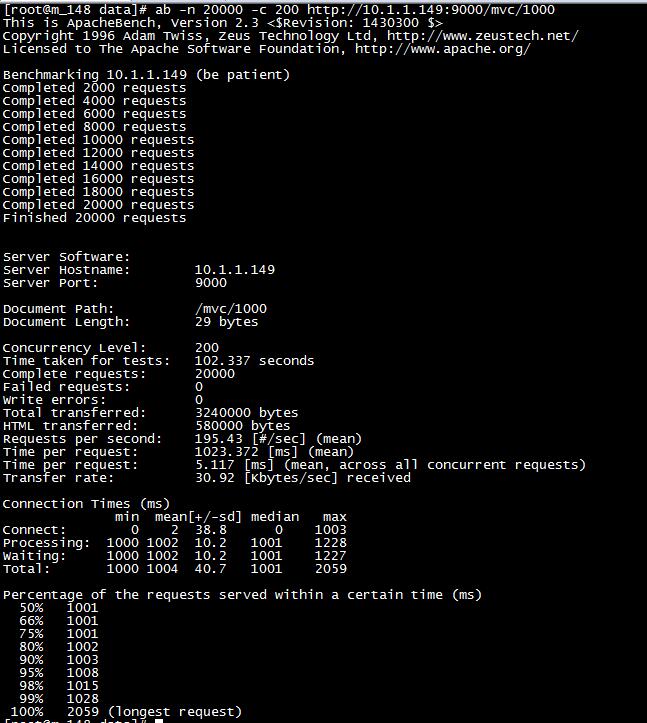 [root@m_148 data]# ab -n 20000 -c 200 http://10.1.1.149:9000/mvc/1000
This is ApacheBench, Version 2.3 <$Revision: 1430300 $>
Copyright 1996 Adam Twiss, Zeus Technology Ltd, http://www.zeustech.net/
Licensed to The Apache Software Foundation, http://www.apache.org/

Benchmarking 10.1.1.149 (be patient)
Completed 2000 requests
Completed 4000 requests
Completed 6000 requests
Completed 8000 requests
Completed 10000 requests
Completed 12000 requests
Completed 14000 requests
Completed 16000 requests
Completed 18000 requests
Completed 20000 requests
Finished 20000 requests


Server Software:
Server Hostname:        10.1.1.149
Server Port:            9000

Document Path:          /mvc/1000
Document Length:        29 bytes

Concurrency Level:      200
Time taken for tests:   102.337 seconds
Complete requests:      20000
Failed requests:        0
Write errors:           0
Total transferred:      3240000 bytes
HTML transferred:       580000 bytes
Requests per second:    195.43 [#/sec] (mean)
Time per request:       1023.372 [ms] (mean)
Time per request:       5.117 [ms] (mean, across all concurrent requests)
Transfer rate:          30.92 [Kbytes/sec] received

Connection Times (ms)
              min  mean[+/-sd] median   max
Connect:        0    2  38.8      0    1003
Processing:  1000 1002  10.2   1001    1228
Waiting:     1000 1002  10.2   1001    1227
Total:       1000 1004  40.7   1001    2059

Percentage of the requests served within a certain time (ms)
  50%   1001
  66%   1001
  75%   1001
  80%   1002
  90%   1003
  95%   1008
  98%   1015
  99%   1028
 100%   2059 (longest request)
[root@m_148 data]#